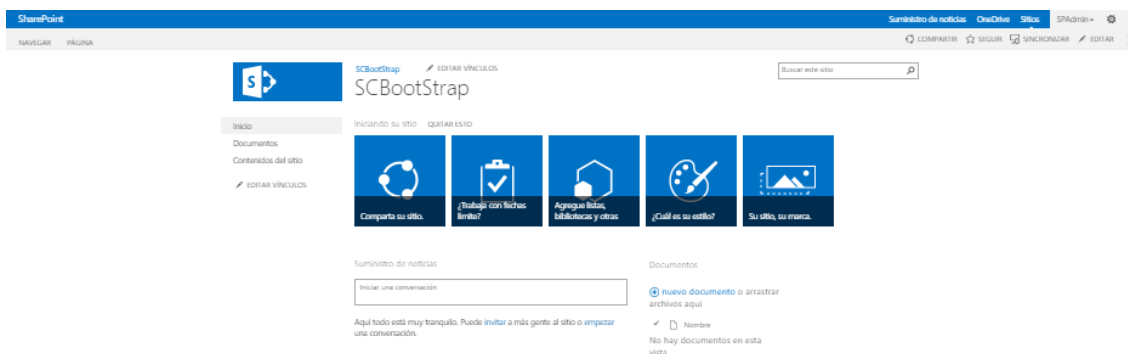 SharePoint
Suministro de noticias OneDrive Sitios SPAdmin
NAVEGAR PÁGINA
COMPARTIR SEGUIR SINCRONIZAR EDITAR
S
SCBootStrap EDITAR VÍNCULOS
SCBootStrap
Buscar este sitio
Inicio
Documentos
Contenidos del sitio
EDITAR VÍNCULOS
Iniciando su sitio QUITAR ESTO
Comparta su sitio.
¿Trabaja con fechas
límite?
Agregue listas,
bibliotecas y otras
¿Cuál es su estilo?
Su sitio, su marca.
Suministro de noticias
Iniciar una conversación
Aquí todo está muy tranquilo. Puede invitar a más gente al sitio o empezar
una conversación.
Documentos
nuevo documento o arrastrar
archivos aquí
Nombre
No hay documentos en esta
vista